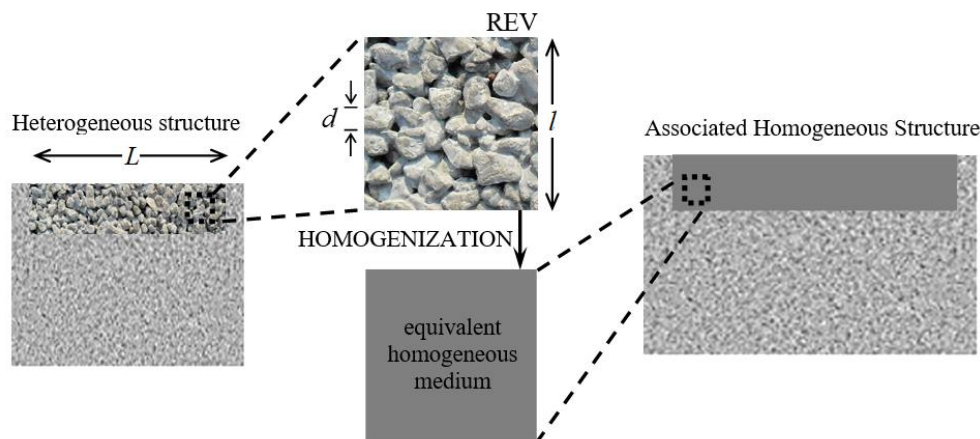 REV
Heterogeneous structure
L
d
l
Associated Homogeneous Structure
HOMOGENIZATION
equivalent
homogeneous
medium